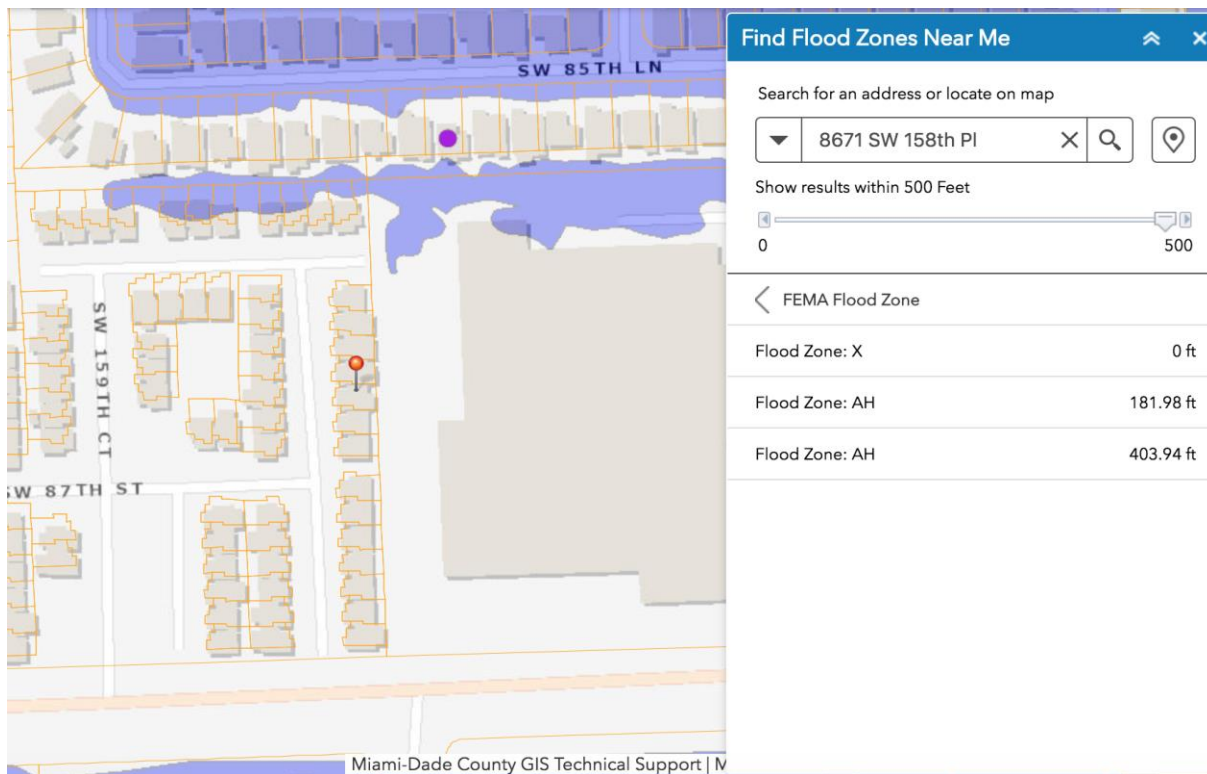 SW 85TH LN
SW 159TH CT
SW 87TH ST
Miami-Dade County GIS Technical Support | M
Find Flood Zones Near Me
Search for an address or locate on map
8671 SW 158th Pl
Show results within 500 Feet
0 500
FEMA Flood Zone
Flood Zone: X 0 ft
Flood Zone: AH 181.98 ft
Flood Zone: AH 403.94 ft